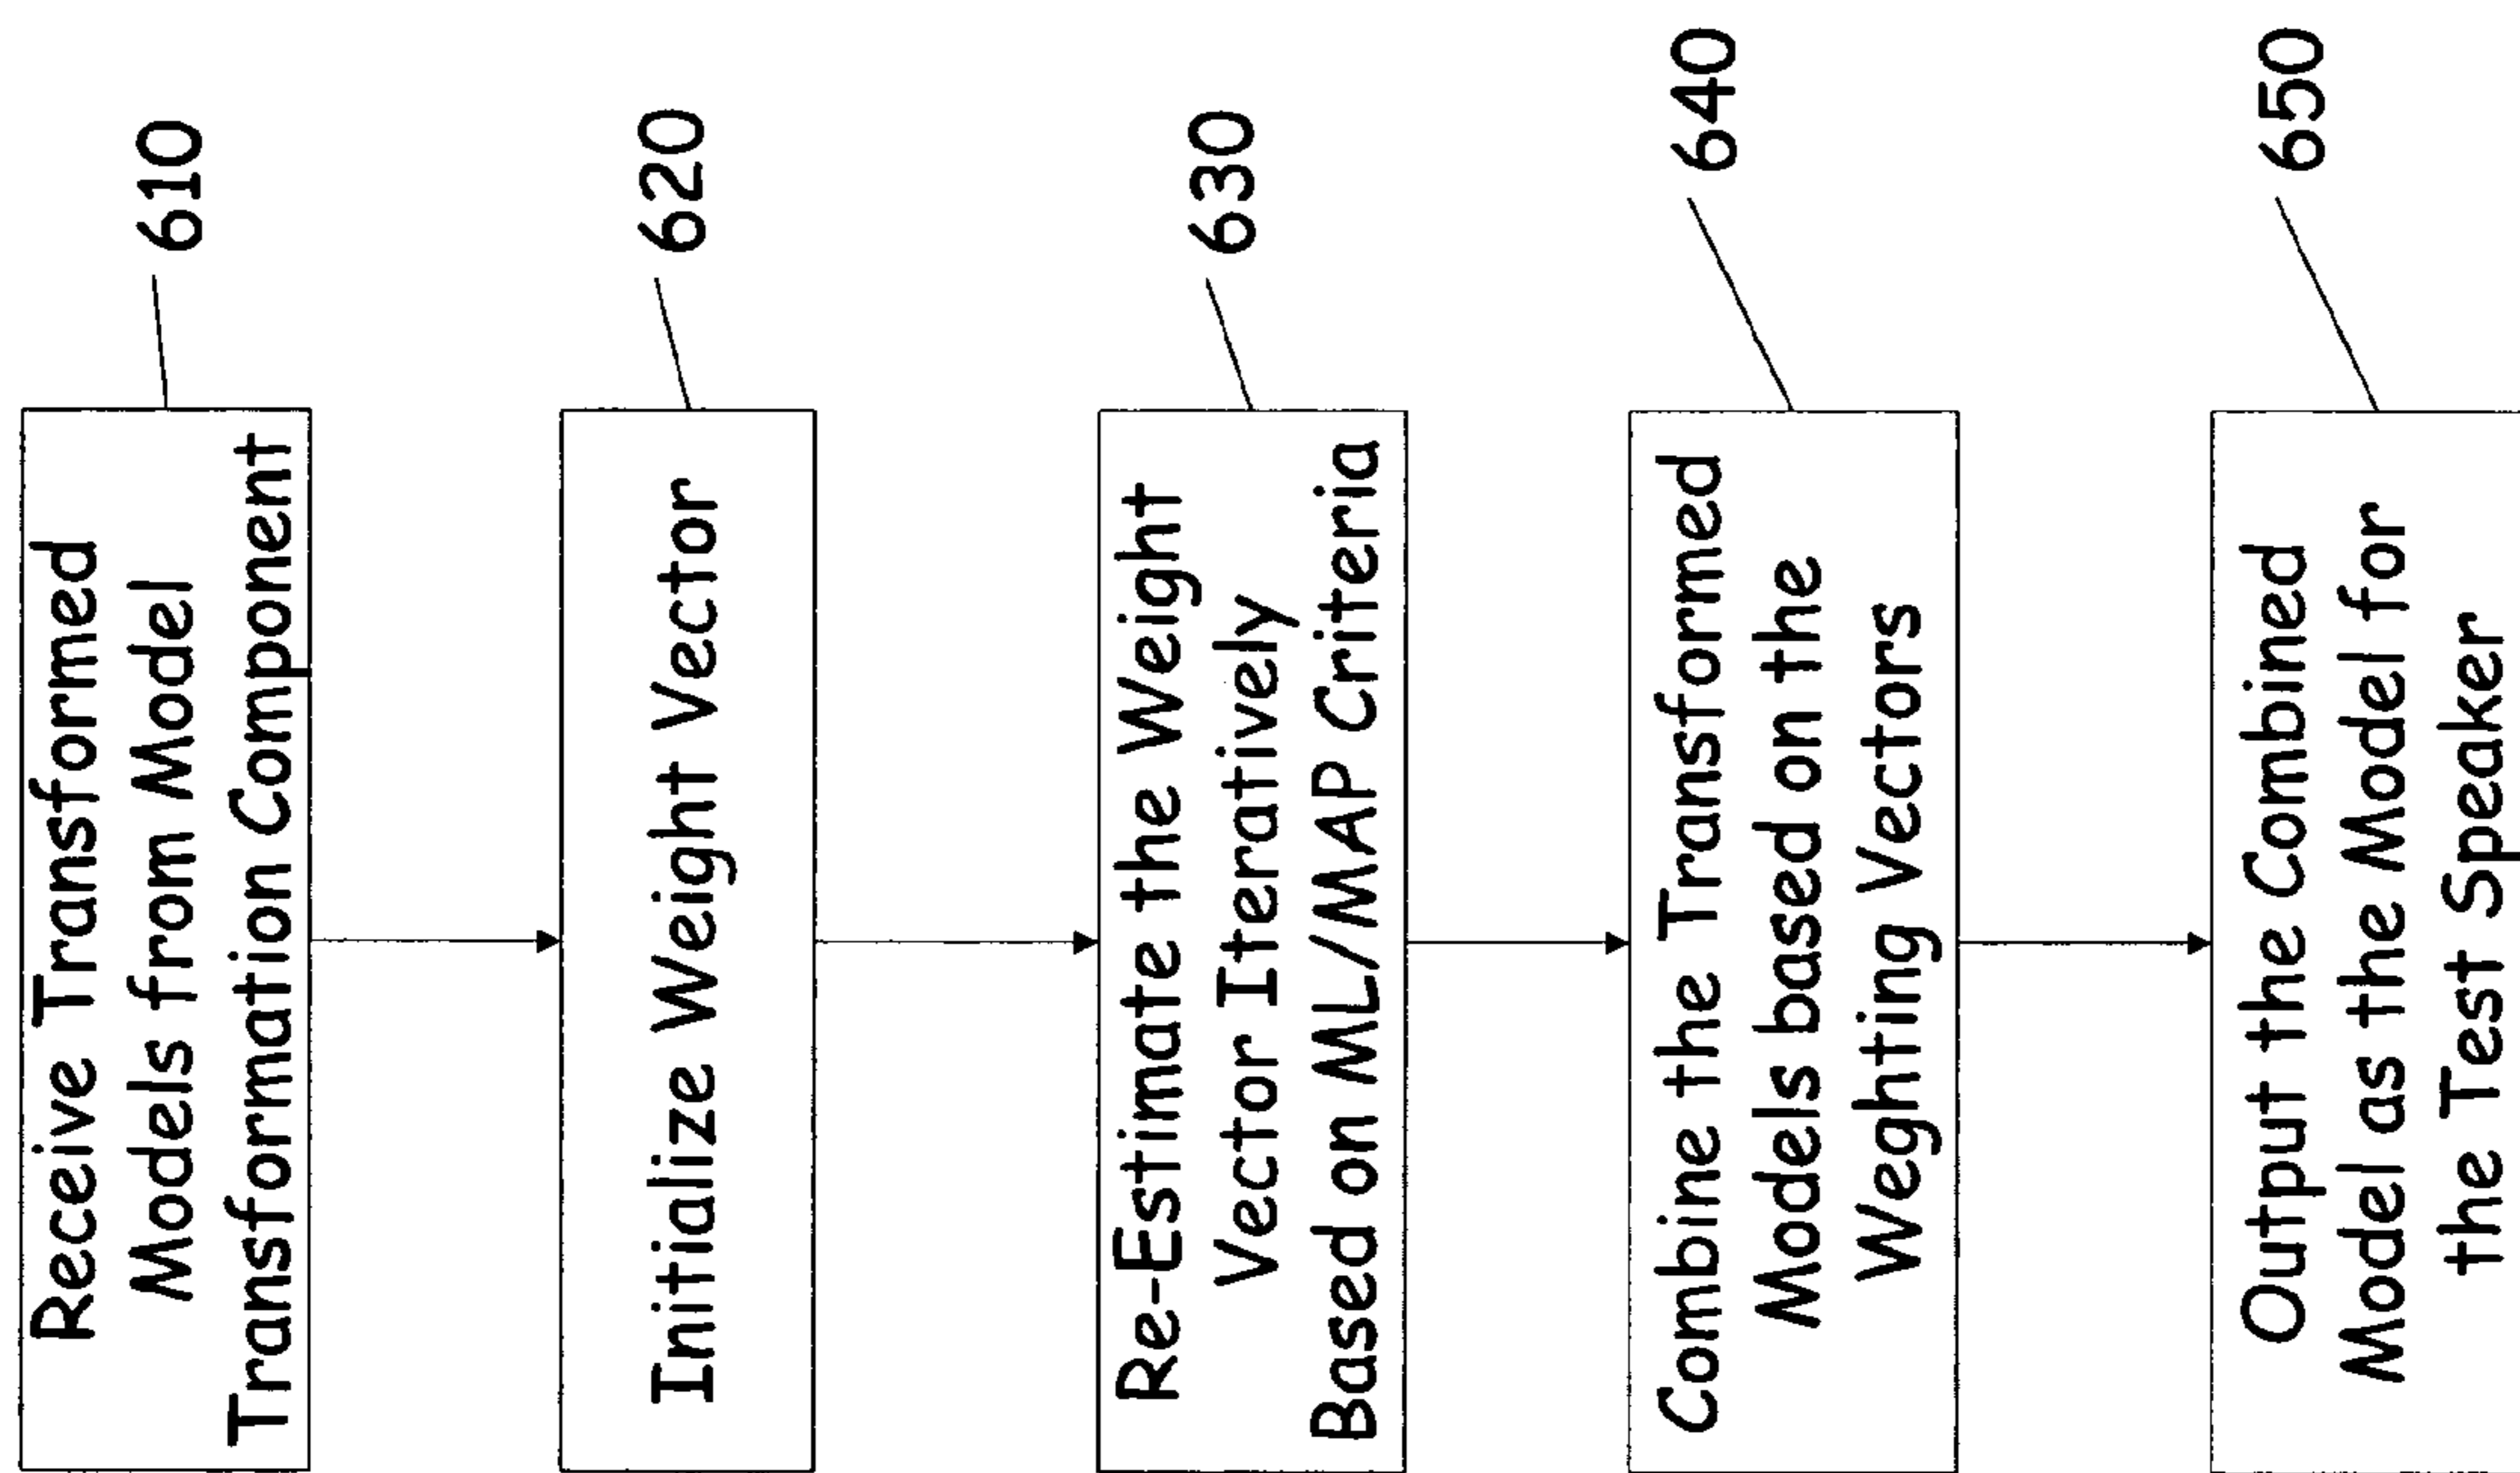 Receive Transformed
Models from Model
Transformation Component
610
Initialize Weight Vector
620
Re-Estimate the Weight
Vector Iteratively
Based on ML/MAP Criteria
630
Combine the Transformed
Models based on the
Weighting Vectors
640
Output the Combined
Model as the Model for
the Test Speaker
650